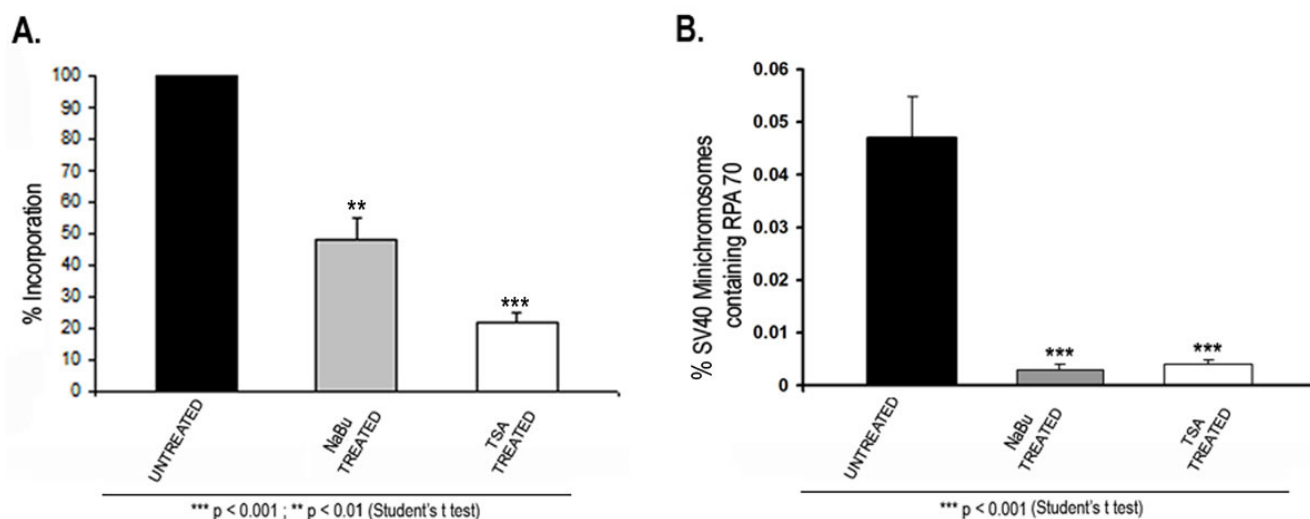 A.
% Incorporation
100
90
80
70
60
50
40
30
20
10
0
**
***
UNTREATED
NaBu
TREATED
TSA
TREATED
*** p < 0.001 ; ** p < 0.01 (Student's t test)
B.
% SV40 Minichromosomes
containing RPA 70
0.06
0.05
0.04
0.03
0.02
0.01
0
***
***
UNTREATED
NaBu
TREATED
TSA
TREATED
*** p < 0.001 (Student's t test)